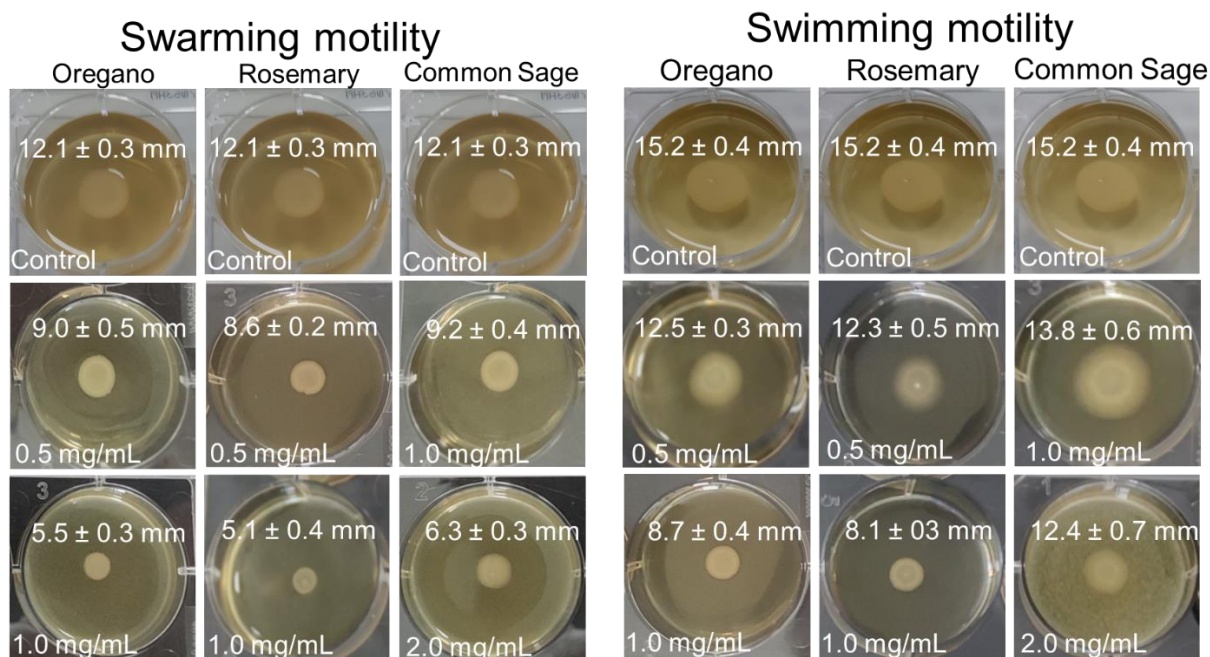 Swarming motility
Oregano Rosemary Common Sage
12.1 ± 0.3 mm 12.1 ± 0.3 mm 12.1 ± 0.3 mm
Control Control Control
9.0 ± 0.5 mm 8.6 ± 0.2 mm 9.2 ± 0.4 mm
0.5 mg/mL 0.5 mg/mL 1.0 mg/mL
5.5 ± 0.3 mm 5.1 ± 0.4 mm 6.3 ± 0.3 mm
1.0 mg/mL 1.0 mg/mL 2.0 mg/mL
Swimming motility
Oregano Rosemary Common Sage
15.2 ± 0.4 mm 15.2 ± 0.4 mm 15.2 ± 0.4 mm
Control Control Control
12.5 ± 0.3 mm 12.3 ± 0.5 mm 13.8 ± 0.6 mm
0.5 mg/mL 0.5 mg/mL 1.0 mg/mL
8.7 ± 0.4 mm 8.1 ± 03 mm 12.4 ± 0.7 mm
1.0 mg/mL 1.0 mg/mL 2.0 mg/mL